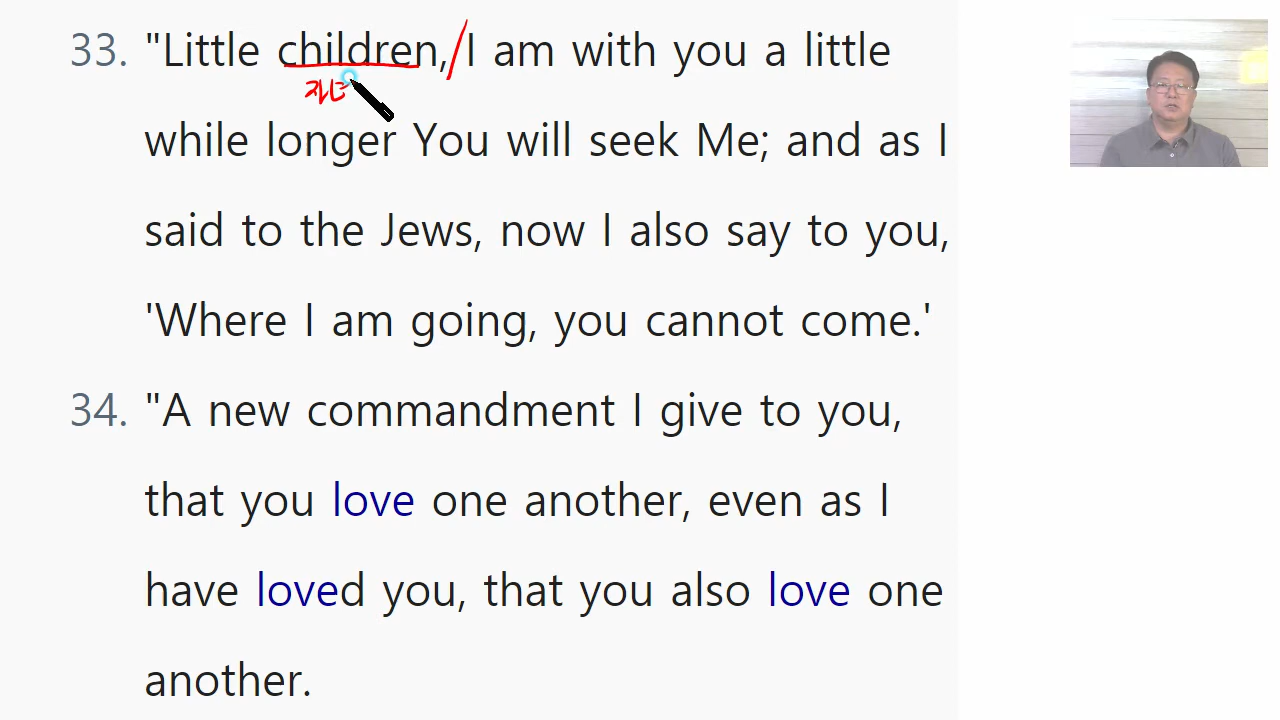 33. "Little children, I am with you a little
while longer You will seek Me; and as I
said to the Jews, now I also say to you,
'Where I am going, you cannot come.'
34. "A new commandment I give to you,
that you love one another, even as I
have loved you, that you also love one
another.